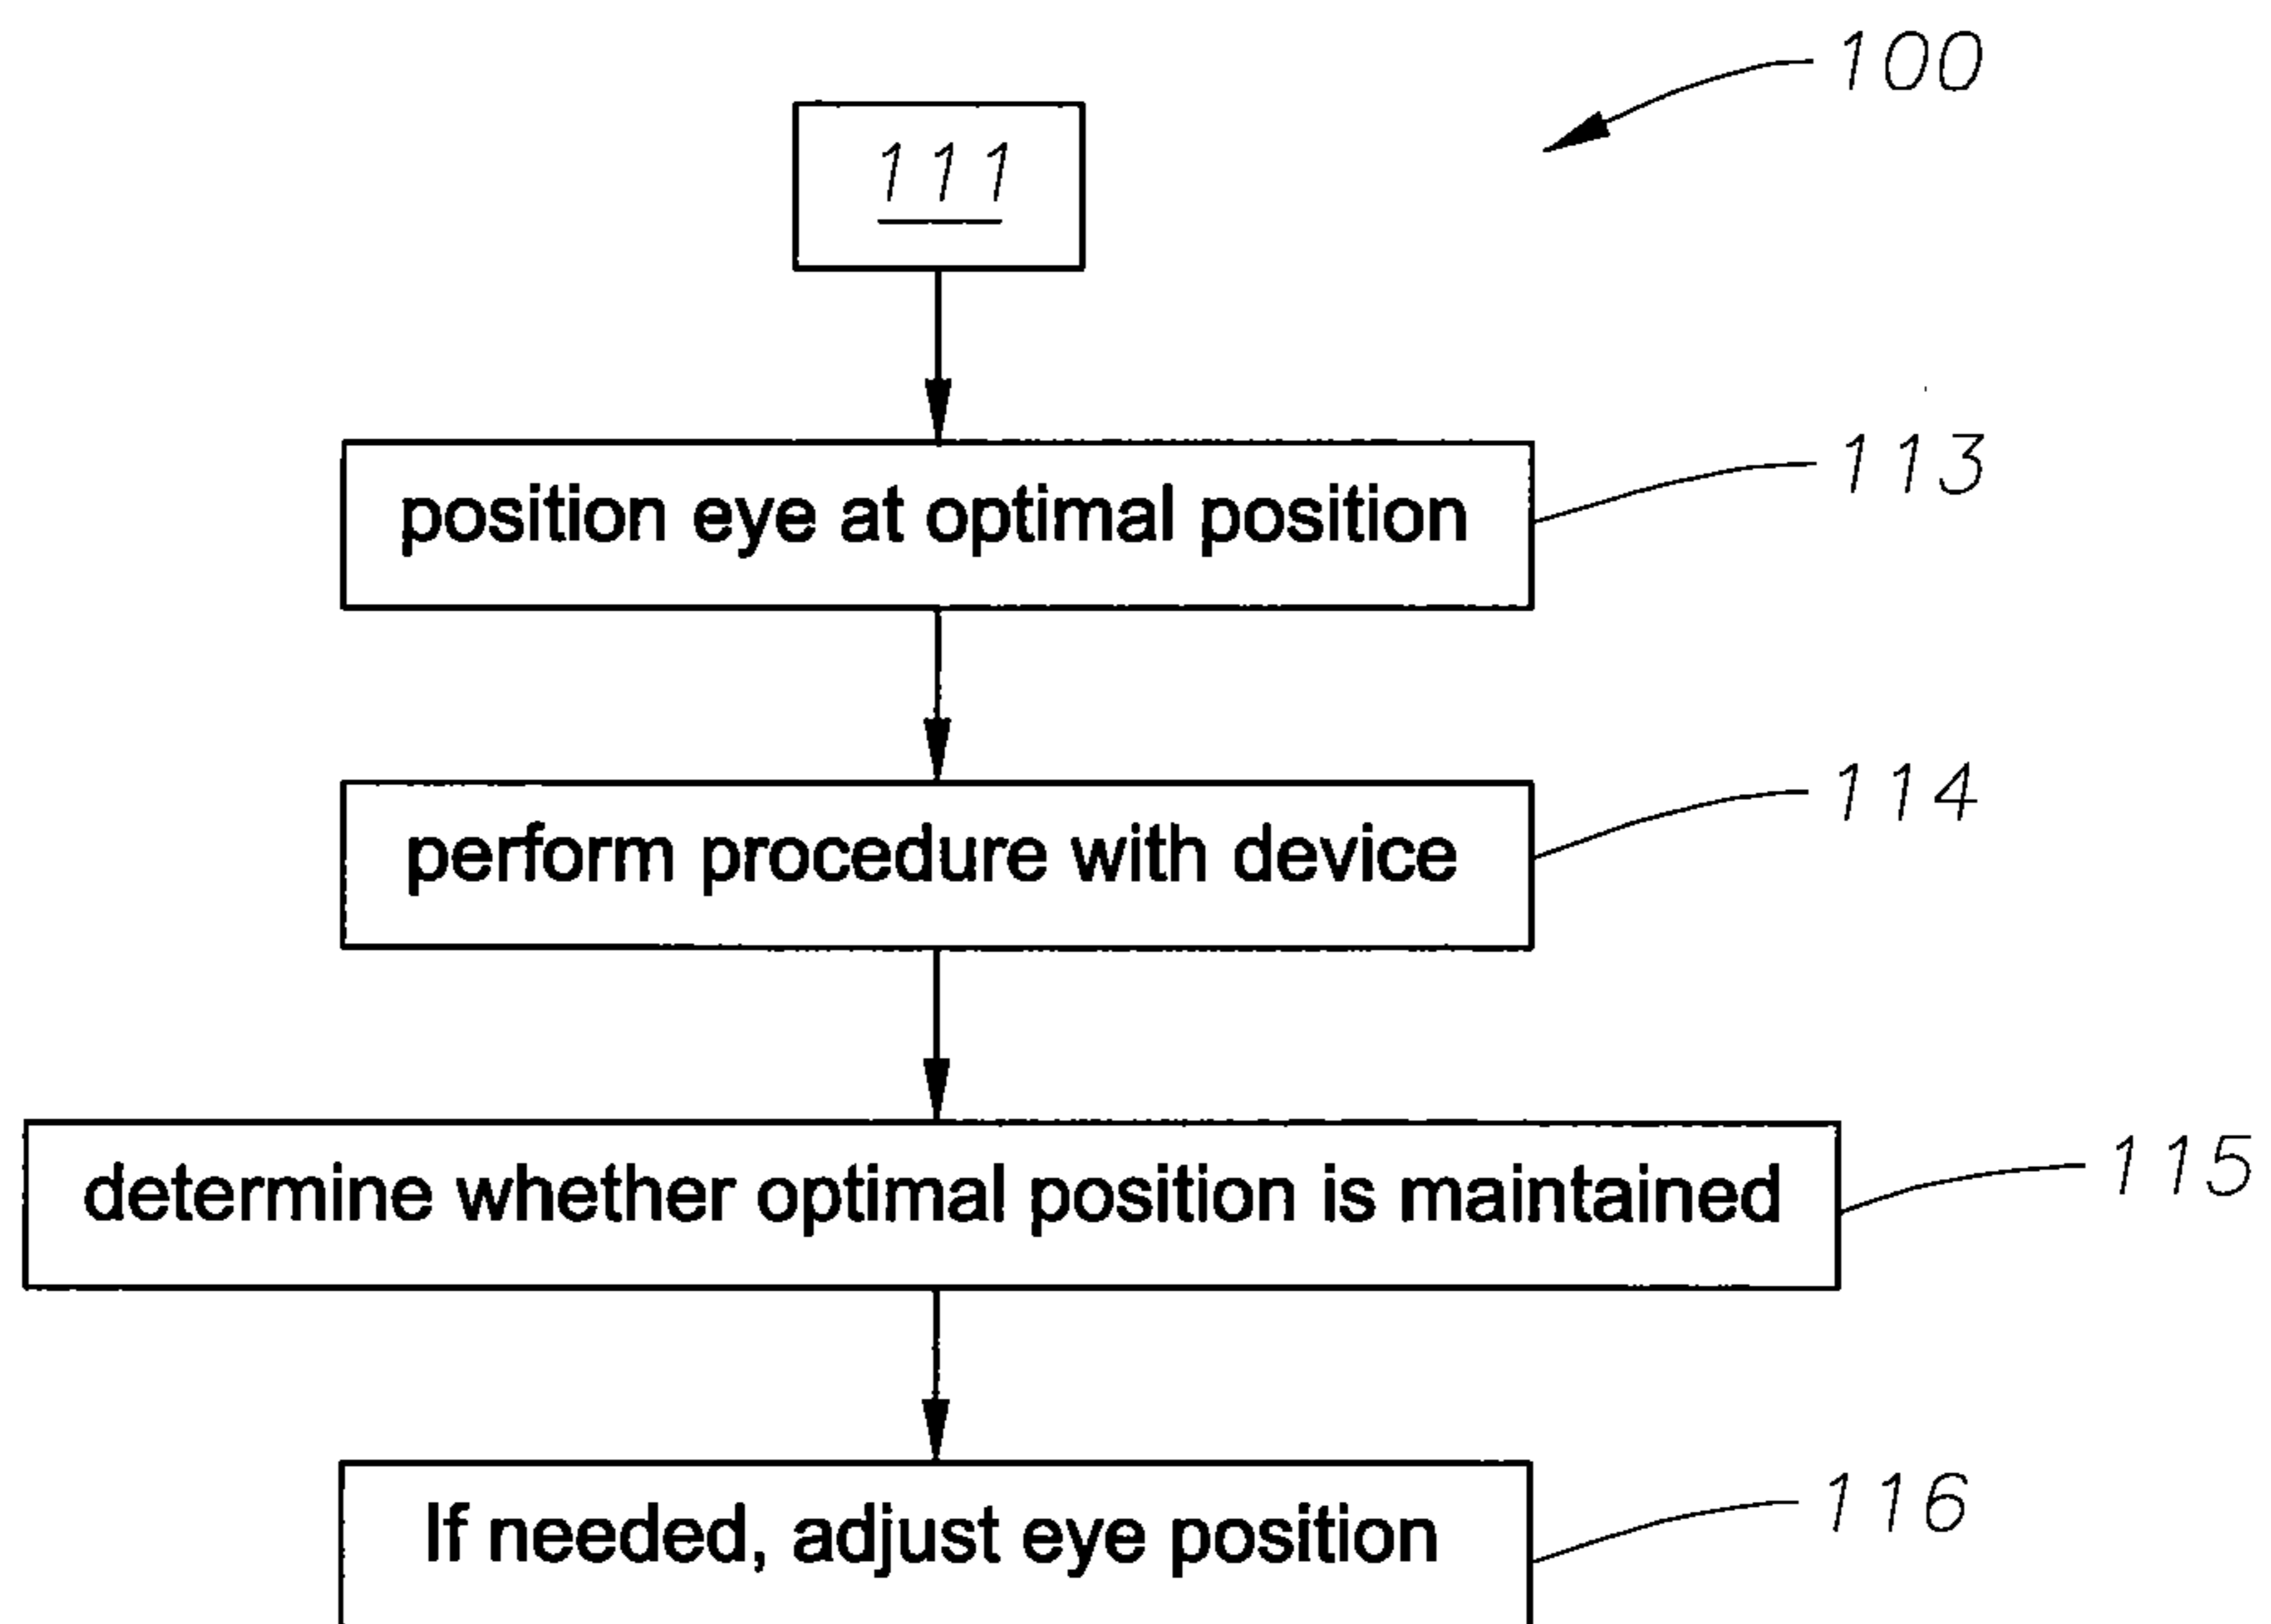 100
111
position eye at optimal position
113
perform procedure with device
114
determine whether optimal position is maintained
115
If needed, adjust eye position
116